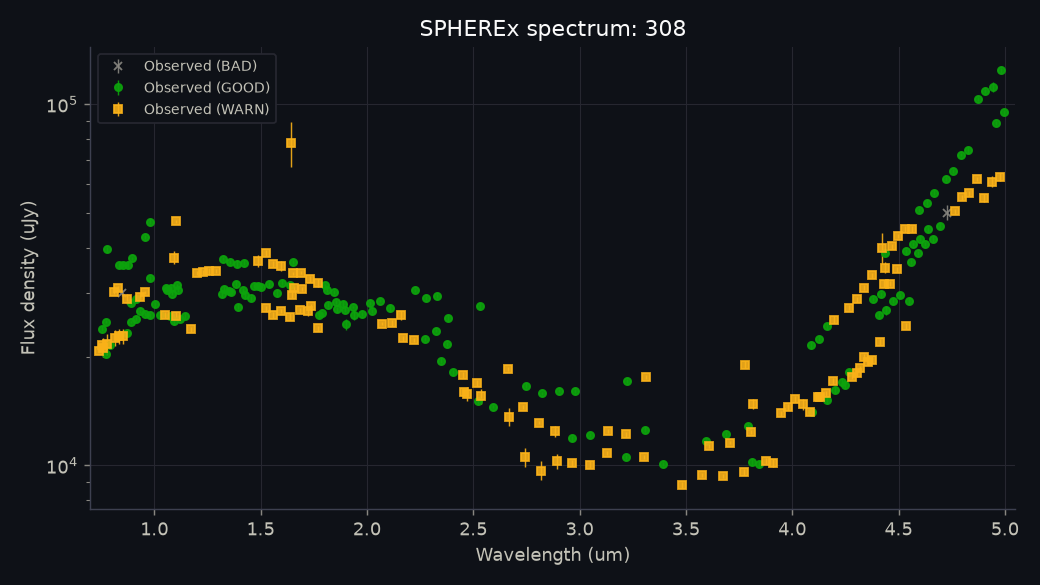 SPHEREx spectrum: 308
Observed (BAD)
Observed (GOOD)
Observed (WARN)
10^5
10^4
Flux density (uJy)
1.0 1.5 2.0 2.5 3.0 3.5 4.0 4.5 5.0
Wavelength (um)